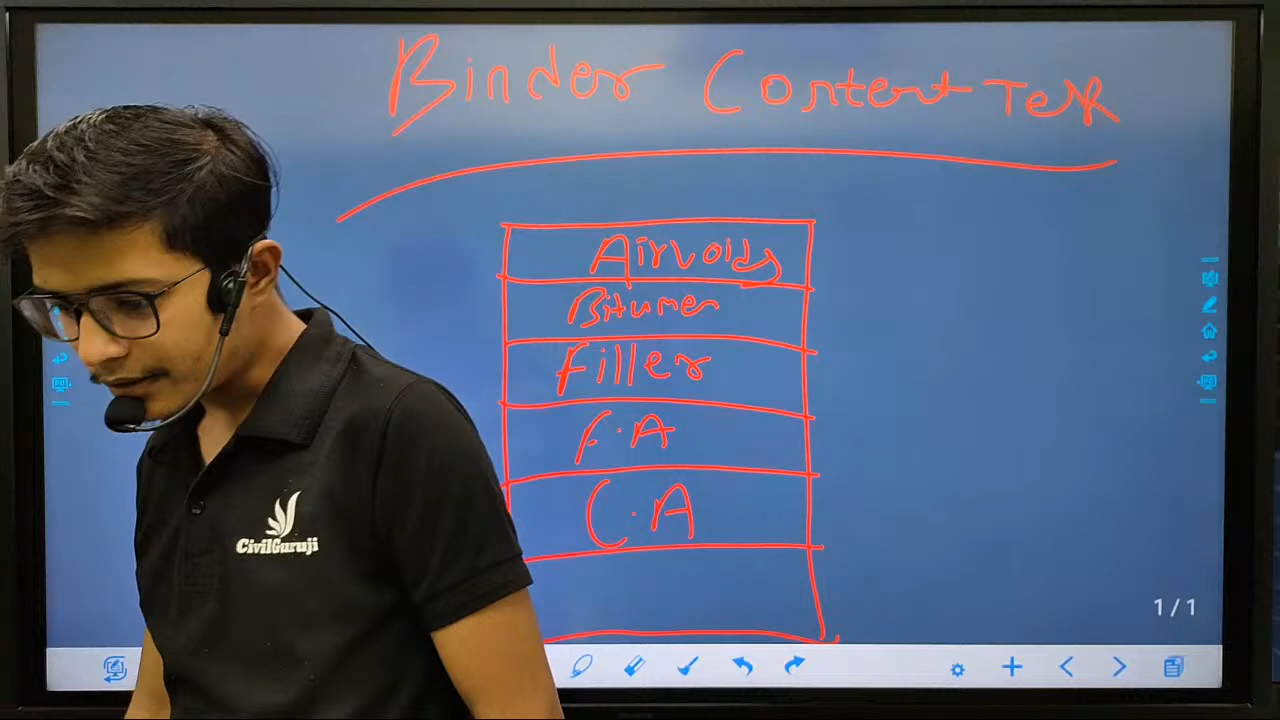 Binder Content Test
Airvoids
Bitumen
Filler
F.A
C.A
CivilGuruji
1/1